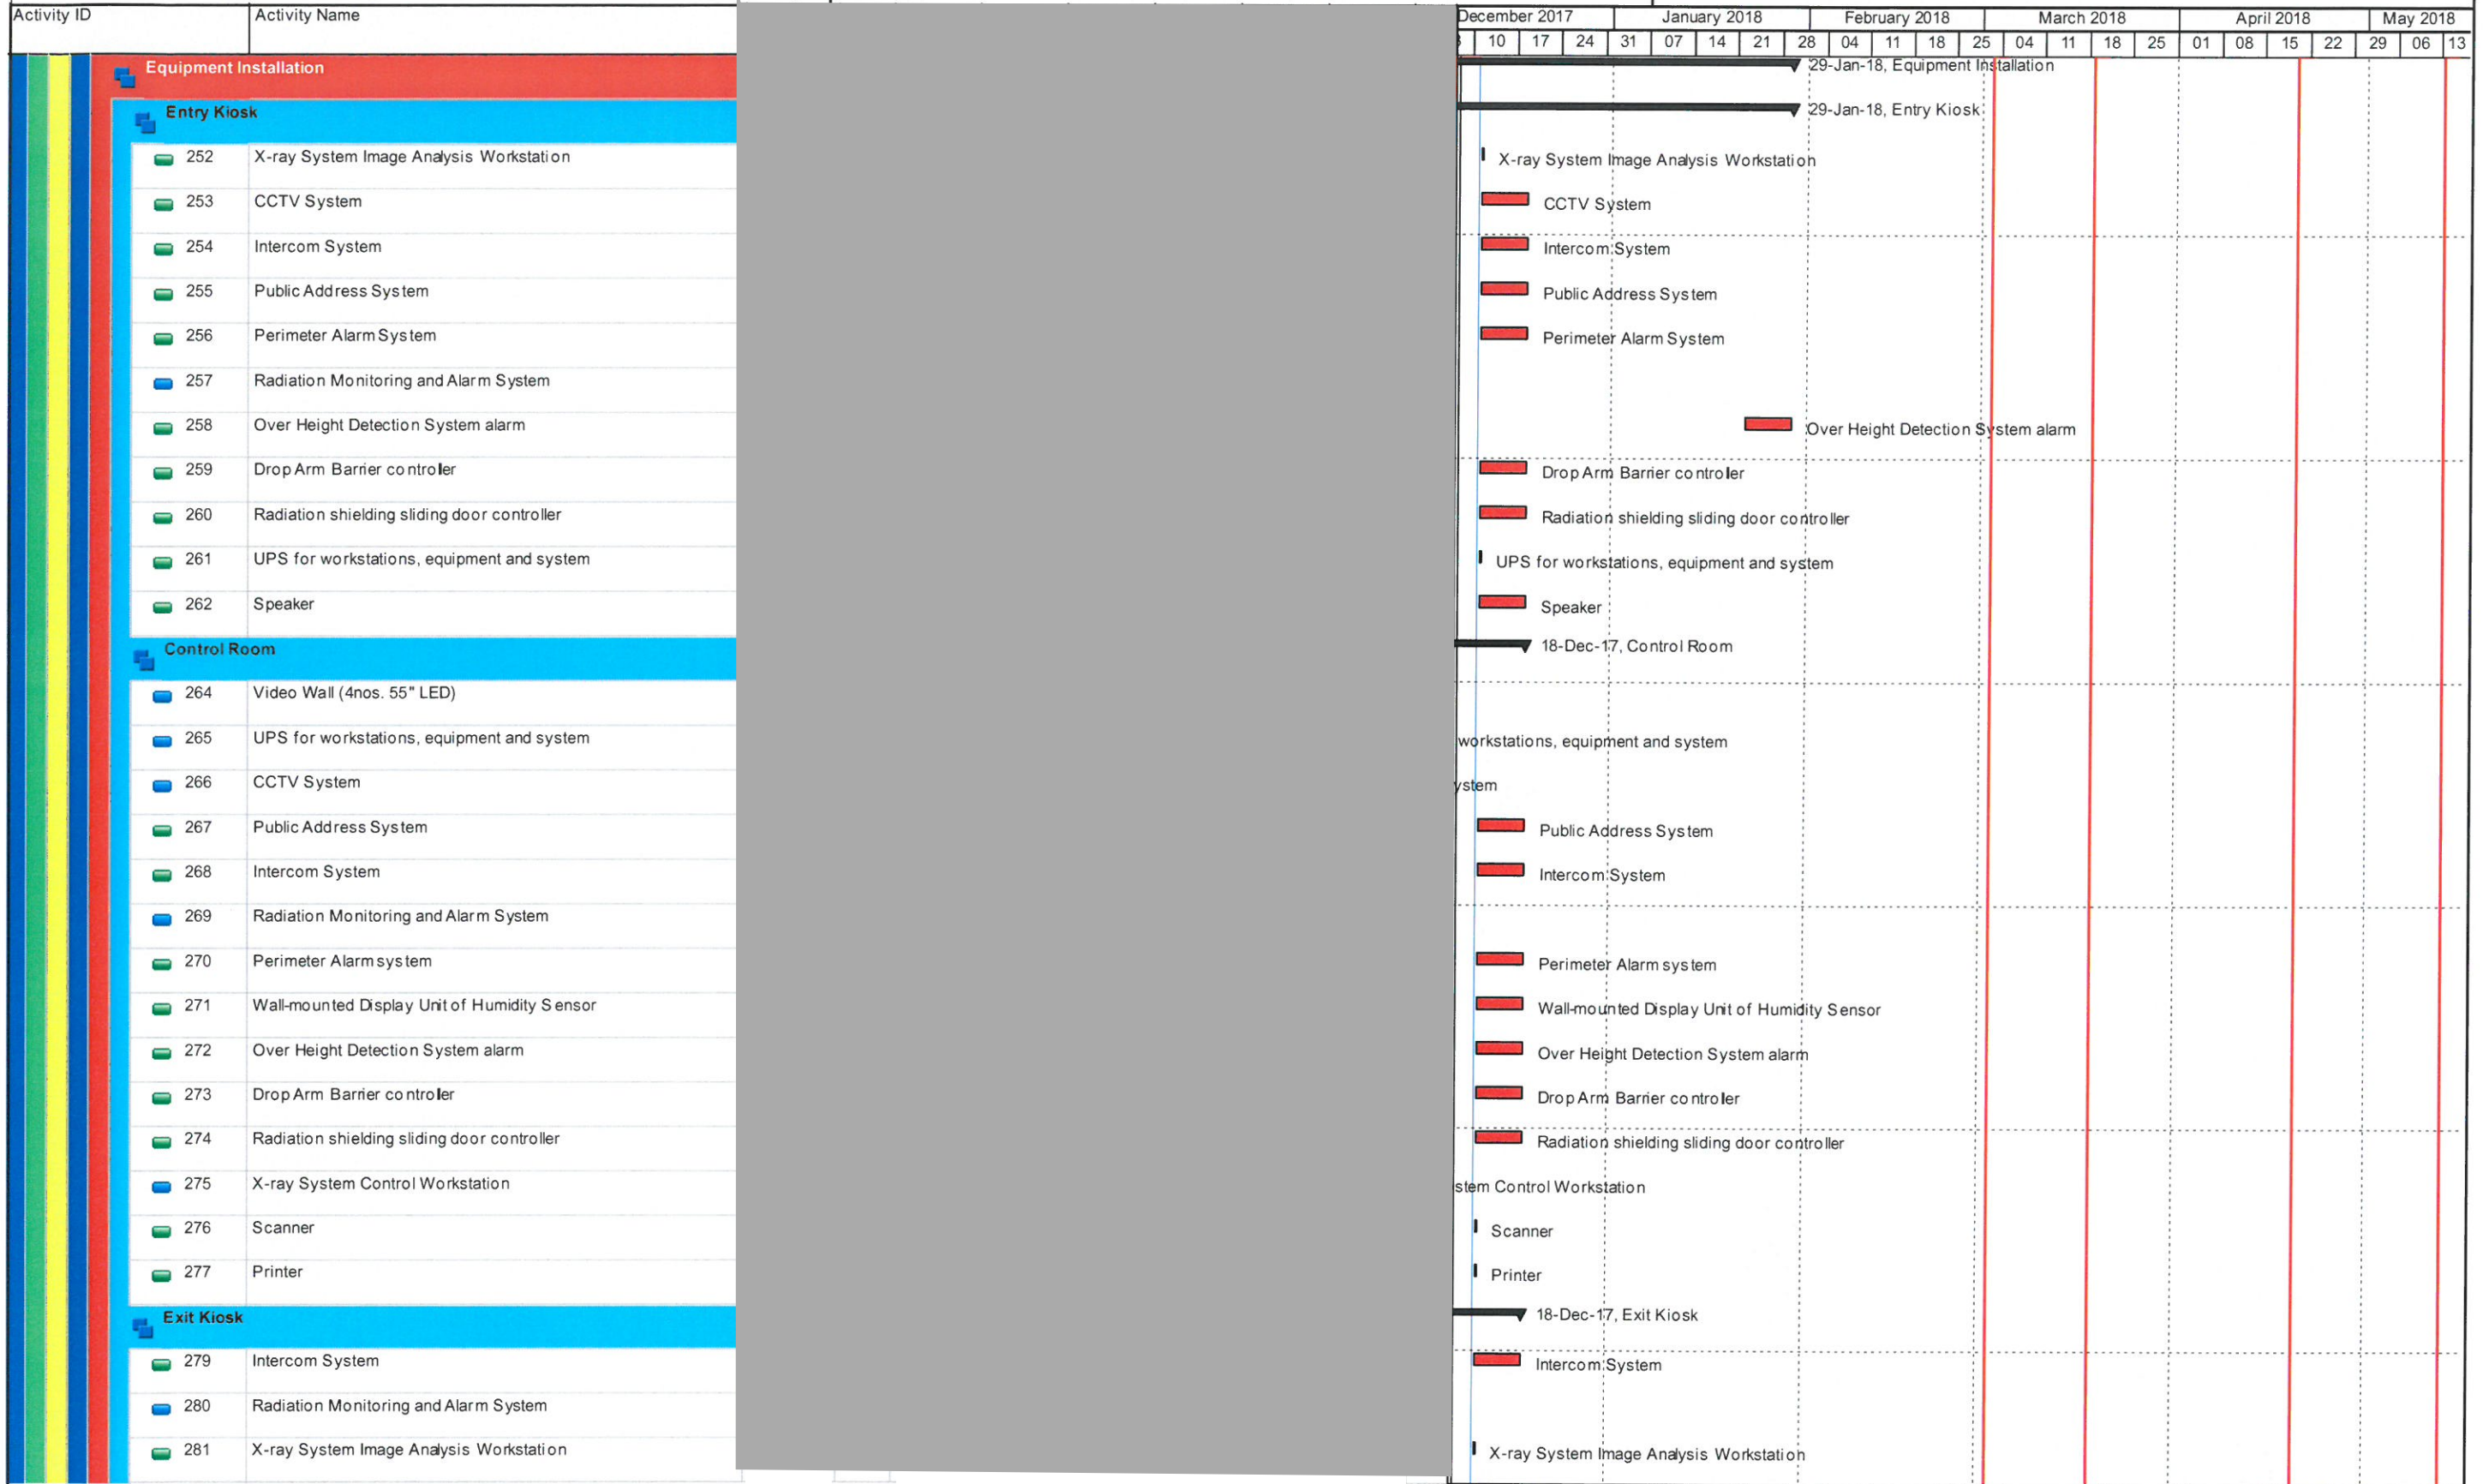 Activity ID Activity Name December 2017 January 2018 February 2018 March 2018 April 2018 May 2018
10 17 24 31 07 14 21 28 04 11 18 25 04 11 18 25 01 08 15 22 29 06 13
Equipment Installation 29-Jan-18, Equipment Installation
Entry Kiosk 29-Jan-18, Entry Kiosk
252 X-ray System Image Analysis Workstation X-ray System Image Analysis Workstation
253 CCTV System CCTV System
254 Intercom System Intercom System
255 Public Address System Public Address System
256 Perimeter Alarm System Perimeter Alarm System
257 Radiation Monitoring and Alarm System
258 Over Height Detection System alarm Over Height Detection System alarm
259 Drop Arm Barrier controller Drop Arm Barrier controller
260 Radiation shielding sliding door controller Radiation shielding sliding door controller
261 UPS for workstations, equipment and system UPS for workstations, equipment and system
262 Speaker Speaker
Control Room 18-Dec-17, Control Room
264 Video Wall (4nos. 55" LED)
265 UPS for workstations, equipment and system workstations, equipment and system
266 CCTV System ystem
267 Public Address System Public Address System
268 Intercom System Intercom System
269 Radiation Monitoring and Alarm System
270 Perimeter Alarm system Perimeter Alarm system
271 Wall-mounted Display Unit of Humidity Sensor Wall-mounted Display Unit of Humidity Sensor
272 Over Height Detection System alarm Over Height Detection System alarm
273 Drop Arm Barrier controller Drop Arm Barrier controller
274 Radiation shielding sliding door controller Radiation shielding sliding door controller
275 X-ray System Control Workstation stem Control Workstation
276 Scanner Scanner
277 Printer Printer
Exit Kiosk 18-Dec-17, Exit Kiosk
279 Intercom System Intercom System
280 Radiation Monitoring and Alarm System
281 X-ray System Image Analysis Workstation X-ray System Image Analysis Workstation